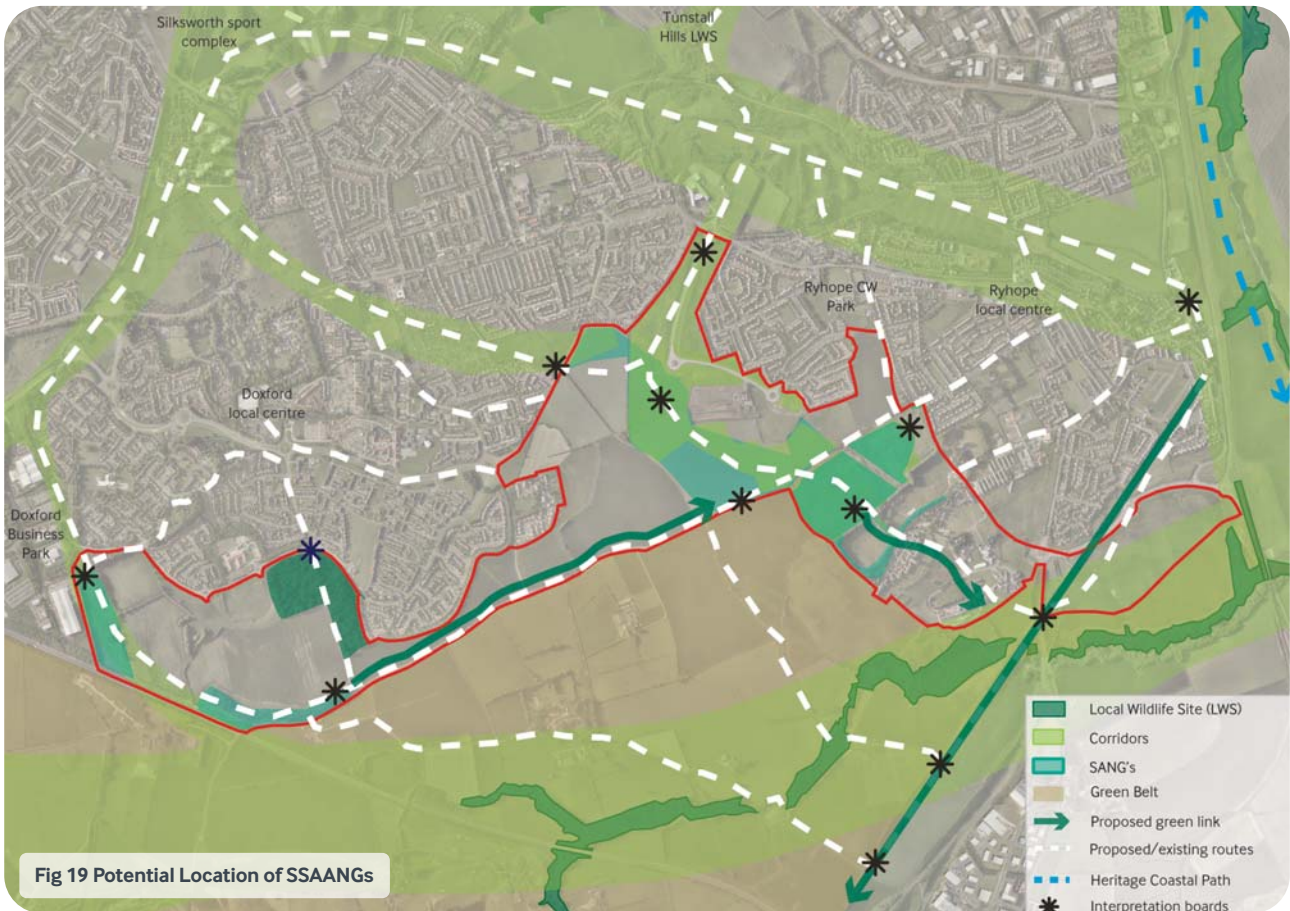 Silksworth sport
complex
Tunstall
Hills LWS
Ryhope CW
Park
Ryhope
local centre
Doxford
local centre
Doxford
Business
Park
Local Wildlife Site (LWS)
Corridors
SANG's
Green Belt
Proposed green link
Proposed/existing routes
Heritage Coastal Path
Interpretation boards
Fig 19 Potential Location of SSAANGs